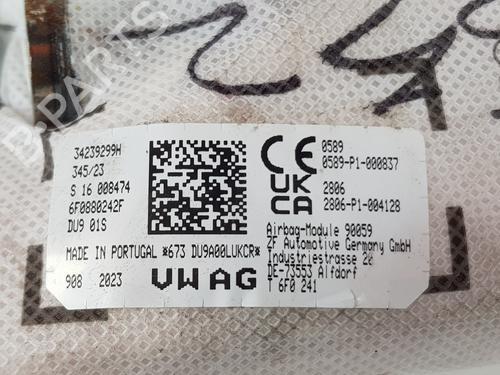 34239299H
345/23
S 16 008474
6F0880242F
DU9 01S
MADE IN PORTUGAL *673 DU9A00LUKCR*
908 2023
VW AG
CE
0589
0589-P1-000837
UK
CA
2806
2806-P1-004128
Airbag-Module 90059
ZF Automotive Germany GmbH
Industriestrasse 20
DE-73553 Alfdorf
T 6F0 241
B-PARTS